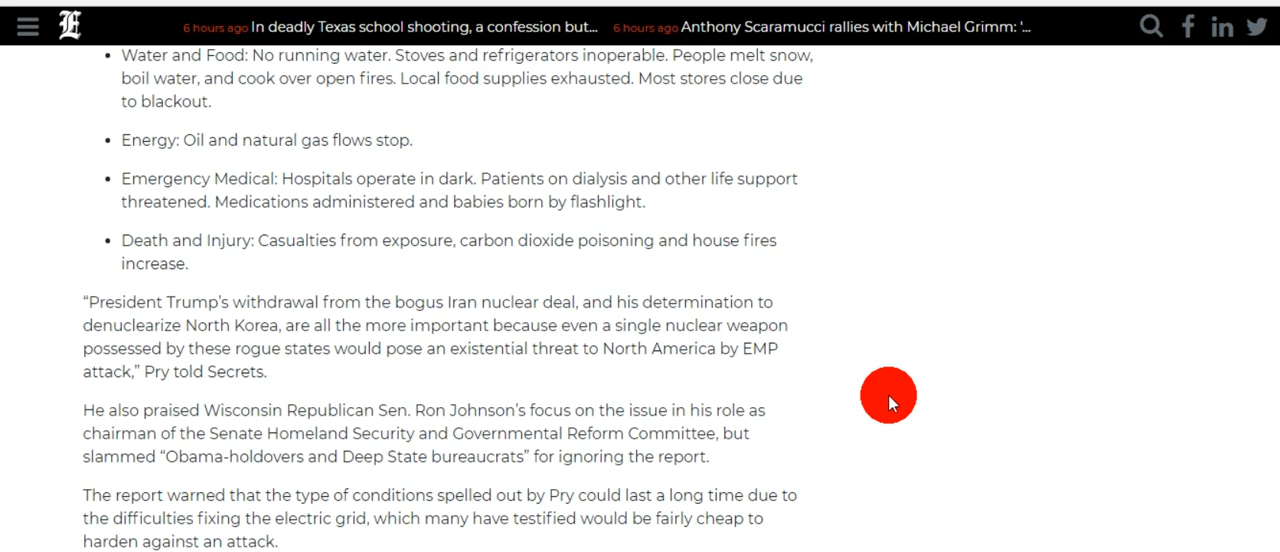 E
6 hours ago In deadly Texas school shooting, a confession but... 6 hours ago Anthony Scaramucci rallies with Michael Grimm: '...
f in
• Water and Food: No running water. Stoves and refrigerators inoperable. People melt snow,
boil water, and cook over open fires. Local food supplies exhausted. Most stores close due
to blackout.
• Energy: Oil and natural gas flows stop.
• Emergency Medical: Hospitals operate in dark. Patients on dialysis and other life support
threatened. Medications administered and babies born by flashlight.
• Death and Injury: Casualties from exposure, carbon dioxide poisoning and house fires
increase.
“President Trump’s withdrawal from the bogus Iran nuclear deal, and his determination to
denuclearize North Korea, are all the more important because even a single nuclear weapon
possessed by these rogue states would pose an existential threat to North America by EMP
attack,” Pry told Secrets.
He also praised Wisconsin Republican Sen. Ron Johnson’s focus on the issue in his role as
chairman of the Senate Homeland Security and Governmental Reform Committee, but
slammed “Obama-holdovers and Deep State bureaucrats” for ignoring the report.
The report warned that the type of conditions spelled out by Pry could last a long time due to
the difficulties fixing the electric grid, which many have testified would be fairly cheap to
harden against an attack.